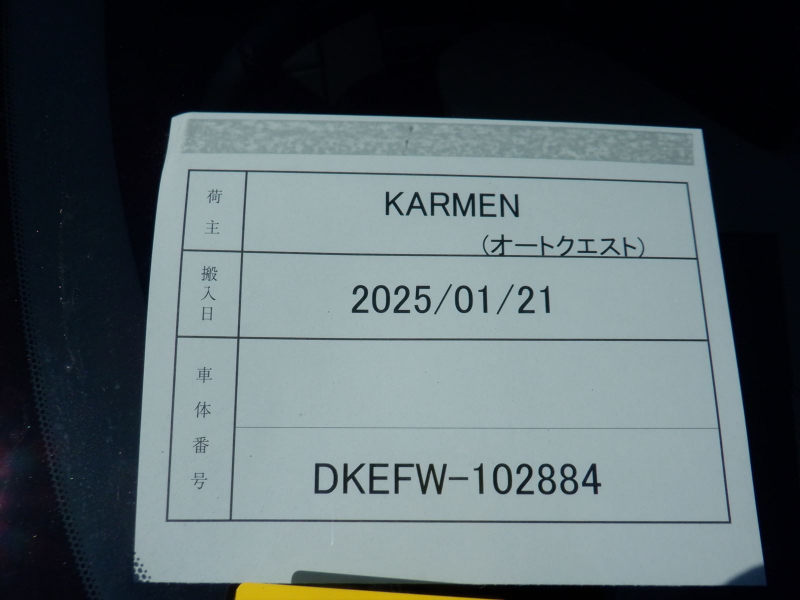 荷主 KARMEN
(オートクエスト)
搬入日 2025/01/21
車体番号 DKEFW-102884